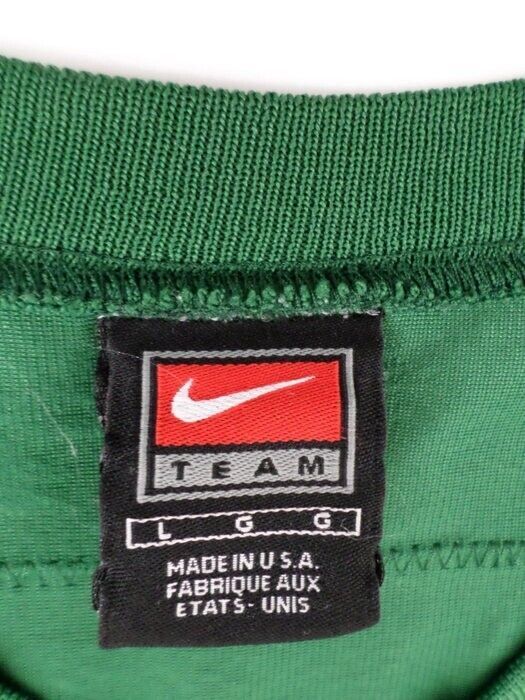 TEAM
L G G
MADE IN U.S.A.
FABRIQUE AUX
ETATS- UNIS